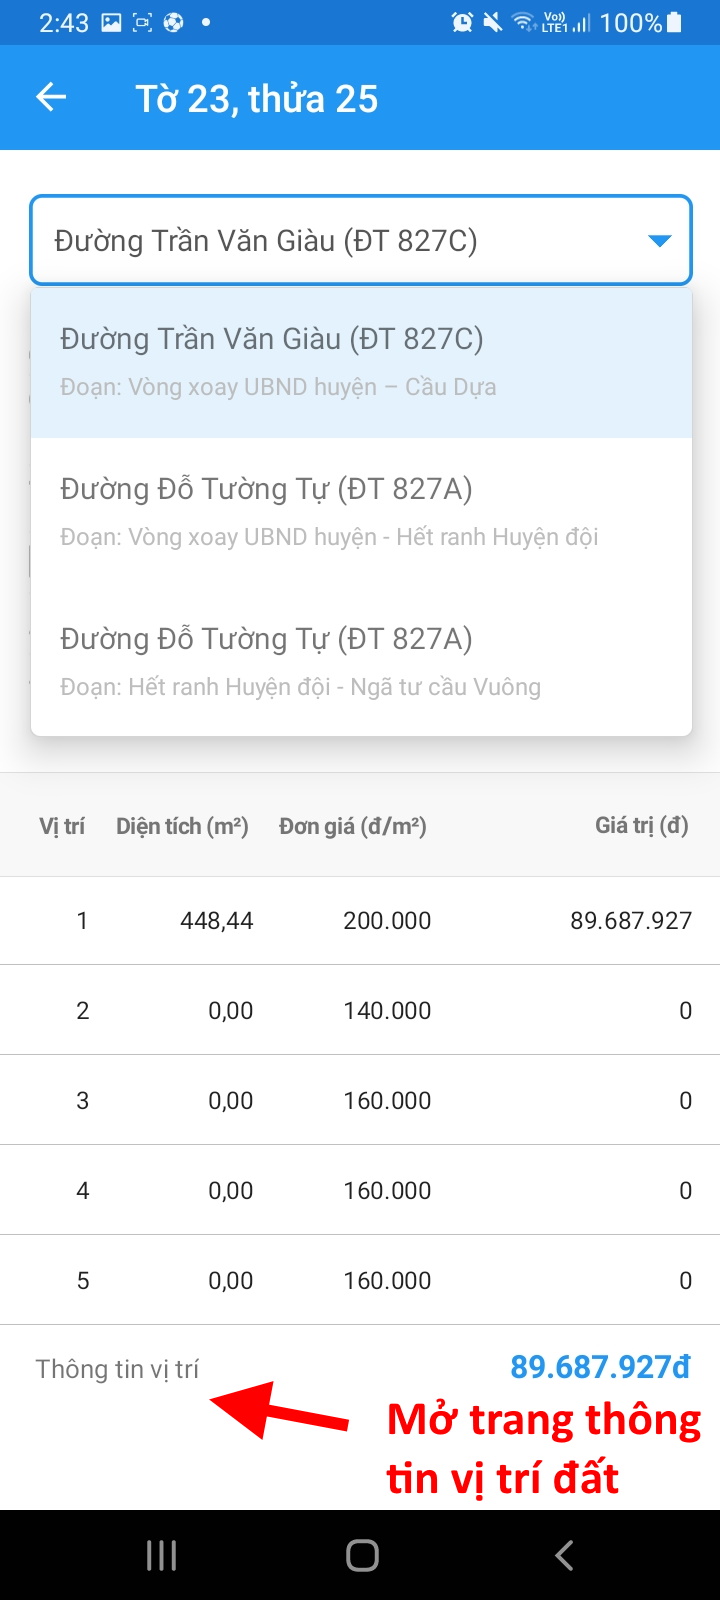 2:43
Vo)) LTE1 100%
Tờ 23, thửa 25
Đường Trần Văn Giàu (ĐT 827C)
Đường Trần Văn Giàu (ĐT 827C)
Đoạn: Vòng xoay UBND huyện – Cầu Dựa
Đường Đỗ Tường Tự (ĐT 827A)
Đoạn: Vòng xoay UBND huyện - Hết ranh Huyện đội
Đường Đỗ Tường Tự (ĐT 827A)
Đoạn: Hết ranh Huyện đội - Ngã tư cầu Vuông
Vị trí Diện tích (m²) Đơn giá (đ/m²) Giá trị (đ)
1 448,44 200.000 89.687.927
2 0,00 140.000 0
3 0,00 160.000 0
4 0,00 160.000 0
5 0,00 160.000 0
Thông tin vị trí 89.687.927đ
Mở trang thông
tin vị trí đất